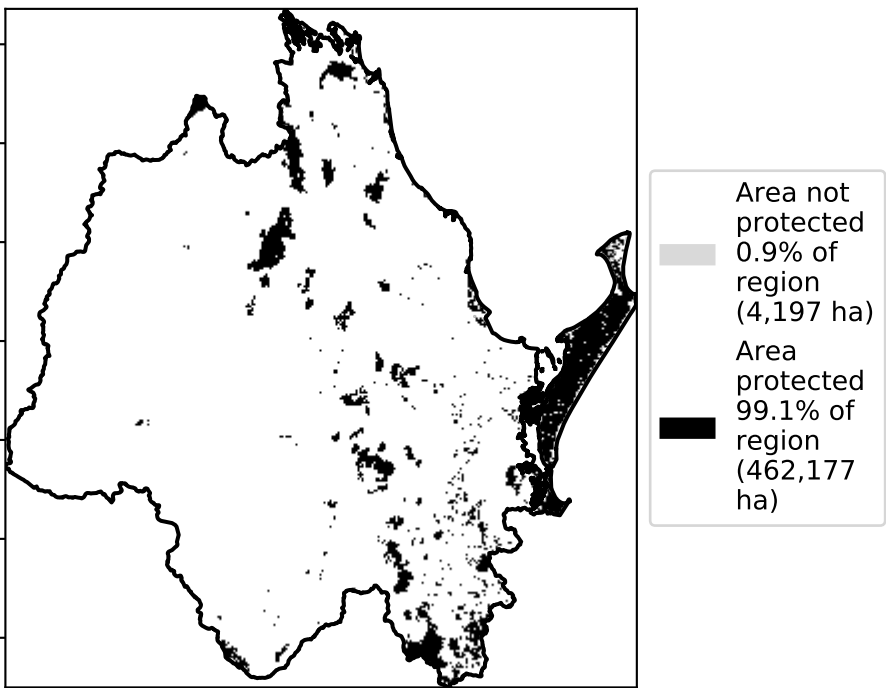 Area not
protected
0.9% of
region
(4,197 ha)
Area
protected
99.1% of
region
(462,177
ha)